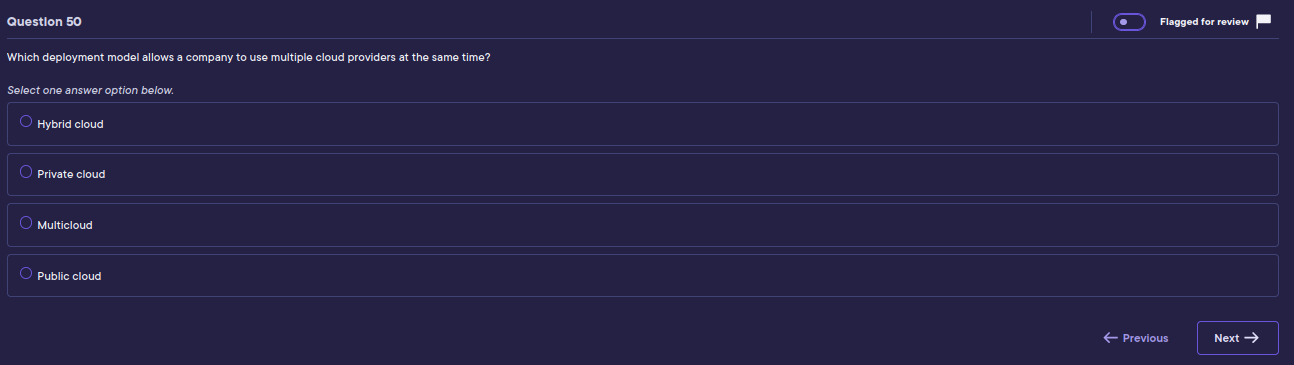 Question 50
Flagged for review
Which deployment model allows a company to use multiple cloud providers at the same time?
Select one answer option below.
Hybrid cloud
Private cloud
Multicloud
Public cloud
Previous
Next